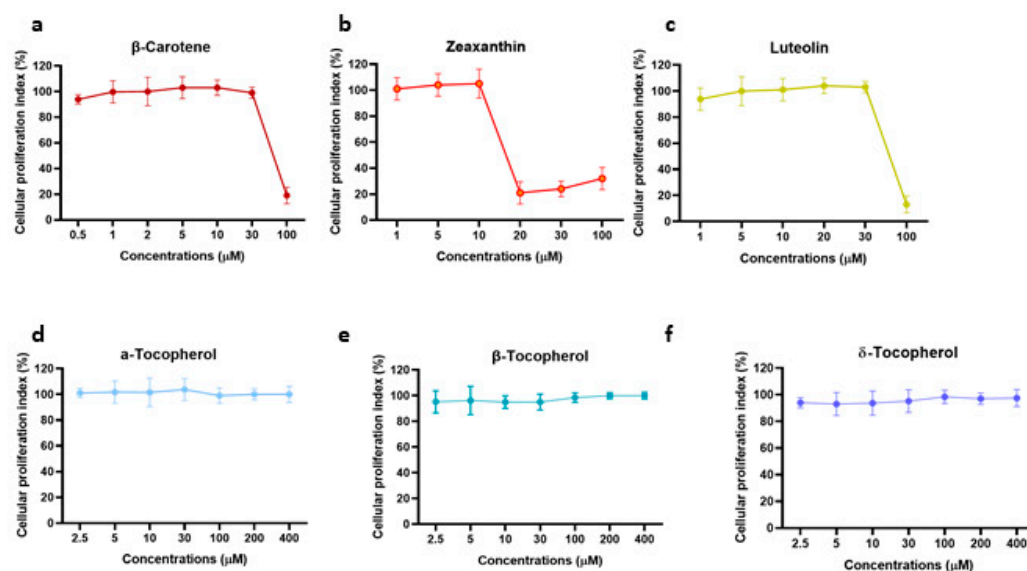 a
β-Carotene
Cellular proliferation index (%)
120
100
80
60
40
20
0
0.5 1 2 5 10 30 100
Concentrations (μM)
b
Zeaxanthin
Cellular proliferation index (%)
120
100
80
60
40
20
0
1 5 10 20 30 100
Concentrations (μM)
c
Luteolin
Cellular proliferation index (%)
120
100
80
60
40
20
0
1 5 10 20 30 100
Concentrations (μM)
d
a-Tocopherol
Cellular proliferation index (%)
120
100
80
60
40
20
0
2.5 5 10 30 100 200 400
Concentrations (μM)
e
β-Tocopherol
Cellular proliferation index (%)
120
100
80
60
40
20
0
2.5 5 10 30 100 200 400
Concentrations (μM)
f
δ-Tocopherol
Cellular proliferation index (%)
120
100
80
60
40
20
0
2.5 5 10 30 100 200 400
Concentrations (μM)